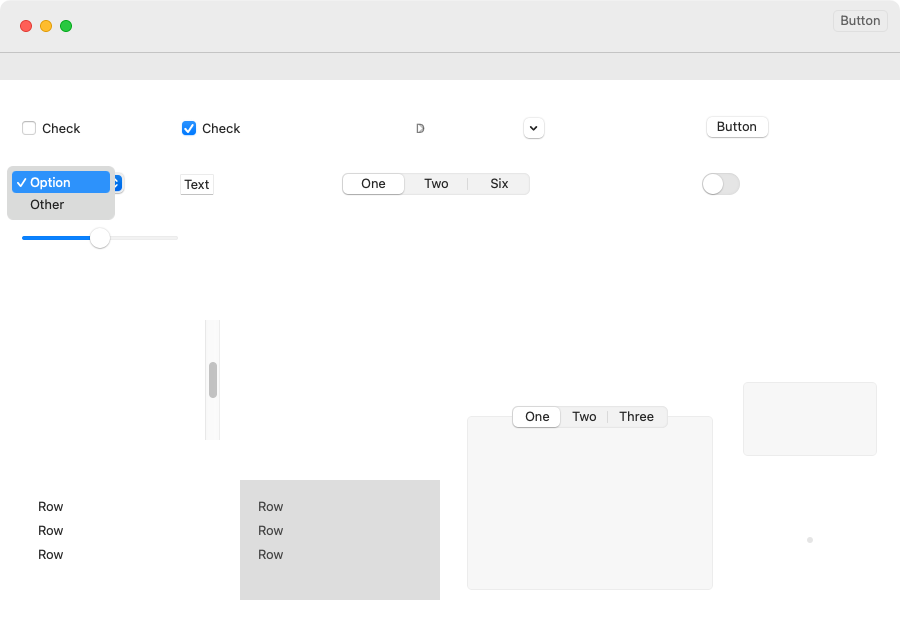 Button
Check
Check
D
Button
Option
Other
Text
One Two Six
One Two Three
Row
Row
Row
Row
Row
Row